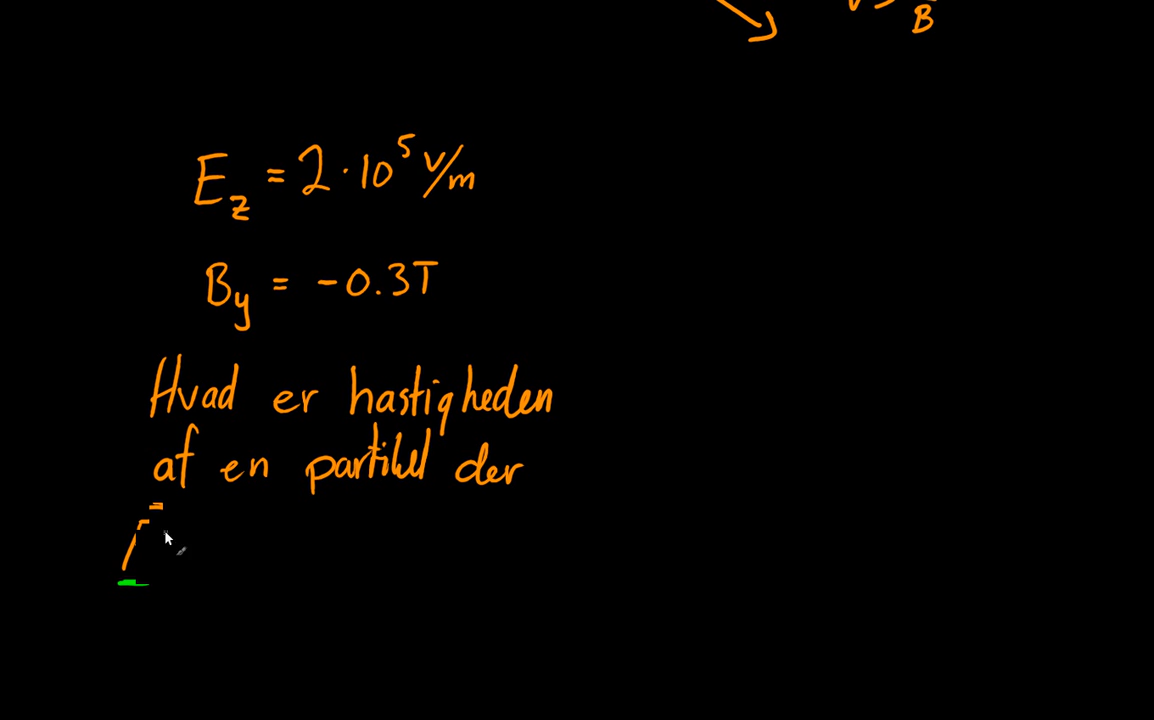 B
E_z = 2·10^5 V/m
B_y = -0.3T
Hvad er hastigheden
af en partikel der